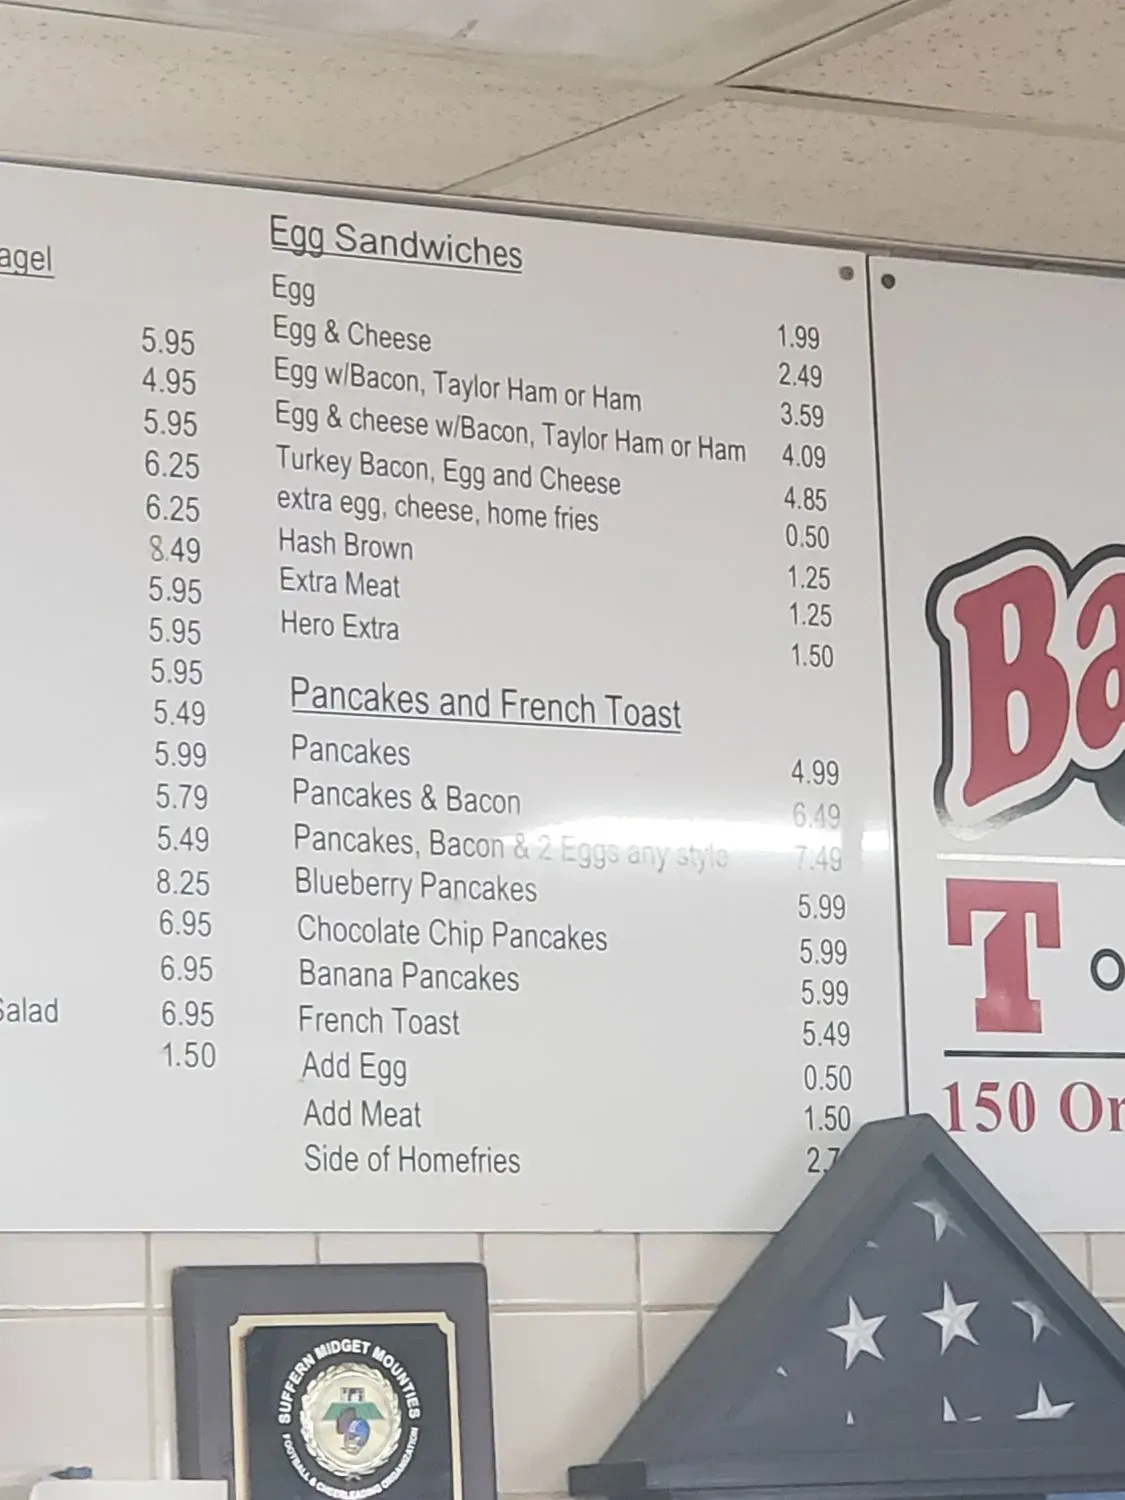 agel
5.95
4.95
5.95
6.25
6.25
8.49
5.95
5.95
5.95
5.49
5.99
5.79
5.49
8.25
6.95
6.95
Salad 6.95
1.50
Egg Sandwiches
Egg 1.99
Egg & Cheese 2.49
Egg w/Bacon, Taylor Ham or Ham 3.59
Egg & cheese w/Bacon, Taylor Ham or Ham 4.09
Turkey Bacon, Egg and Cheese 4.85
extra egg, cheese, home fries 0.50
Hash Brown 1.25
Extra Meat 1.25
Hero Extra 1.50
Pancakes and French Toast
Pancakes 4.99
Pancakes & Bacon 6.49
Pancakes, Bacon & 2 Eggs any style 7.49
Blueberry Pancakes 5.99
Chocolate Chip Pancakes 5.99
Banana Pancakes 5.99
French Toast 5.49
Add Egg 0.50
Add Meat 1.50
Side of Homefries 2.7
Ba
T o
150 Or
SUFFERN MIDGET MOUNTIES
FOOTBALL & CHEERLEADING ORGANIZATION